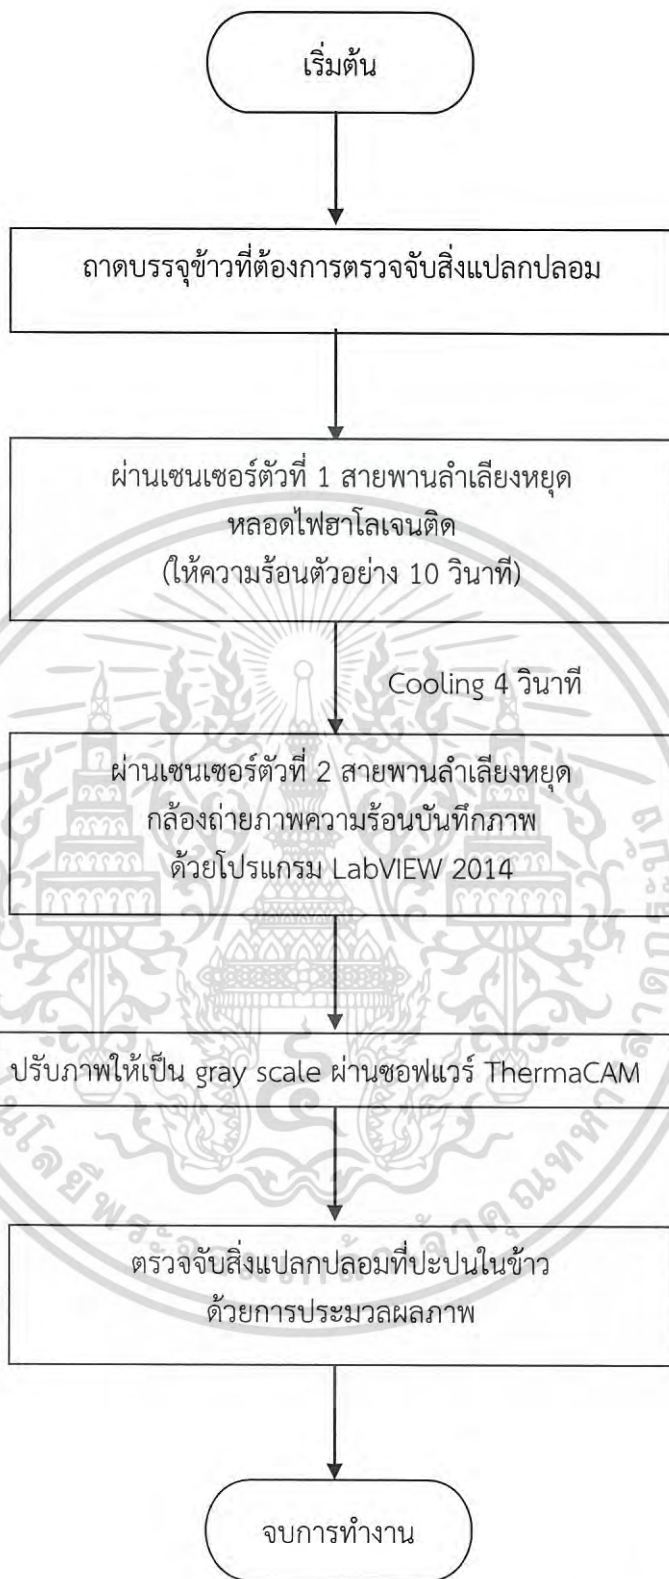 เริ่มต้น
ถาดบรรจุข้าวที่ต้องการตรวจจับสิ่งแปลกปลอม
ผ่านเซนเซอร์ตัวที่ 1 สายพานลำเลียงหยุด
หลอดไฟฮาโลเจนติด
(ให้ความร้อนตัวอย่าง 10 วินาที)
Cooling 4 วินาที
ผ่านเซนเซอร์ตัวที่ 2 สายพานลำเลียงหยุด
กล้องถ่ายภาพความร้อนบันทึกภาพ
ด้วยโปรแกรม LabVIEW 2014
ปรับภาพให้เป็น gray scale ผ่านซอฟแวร์ ThermaCAM
ตรวจจับสิ่งแปลกปลอมที่ปะปนในข้าว
ด้วยการประมวลผลภาพ
จบการทำงาน